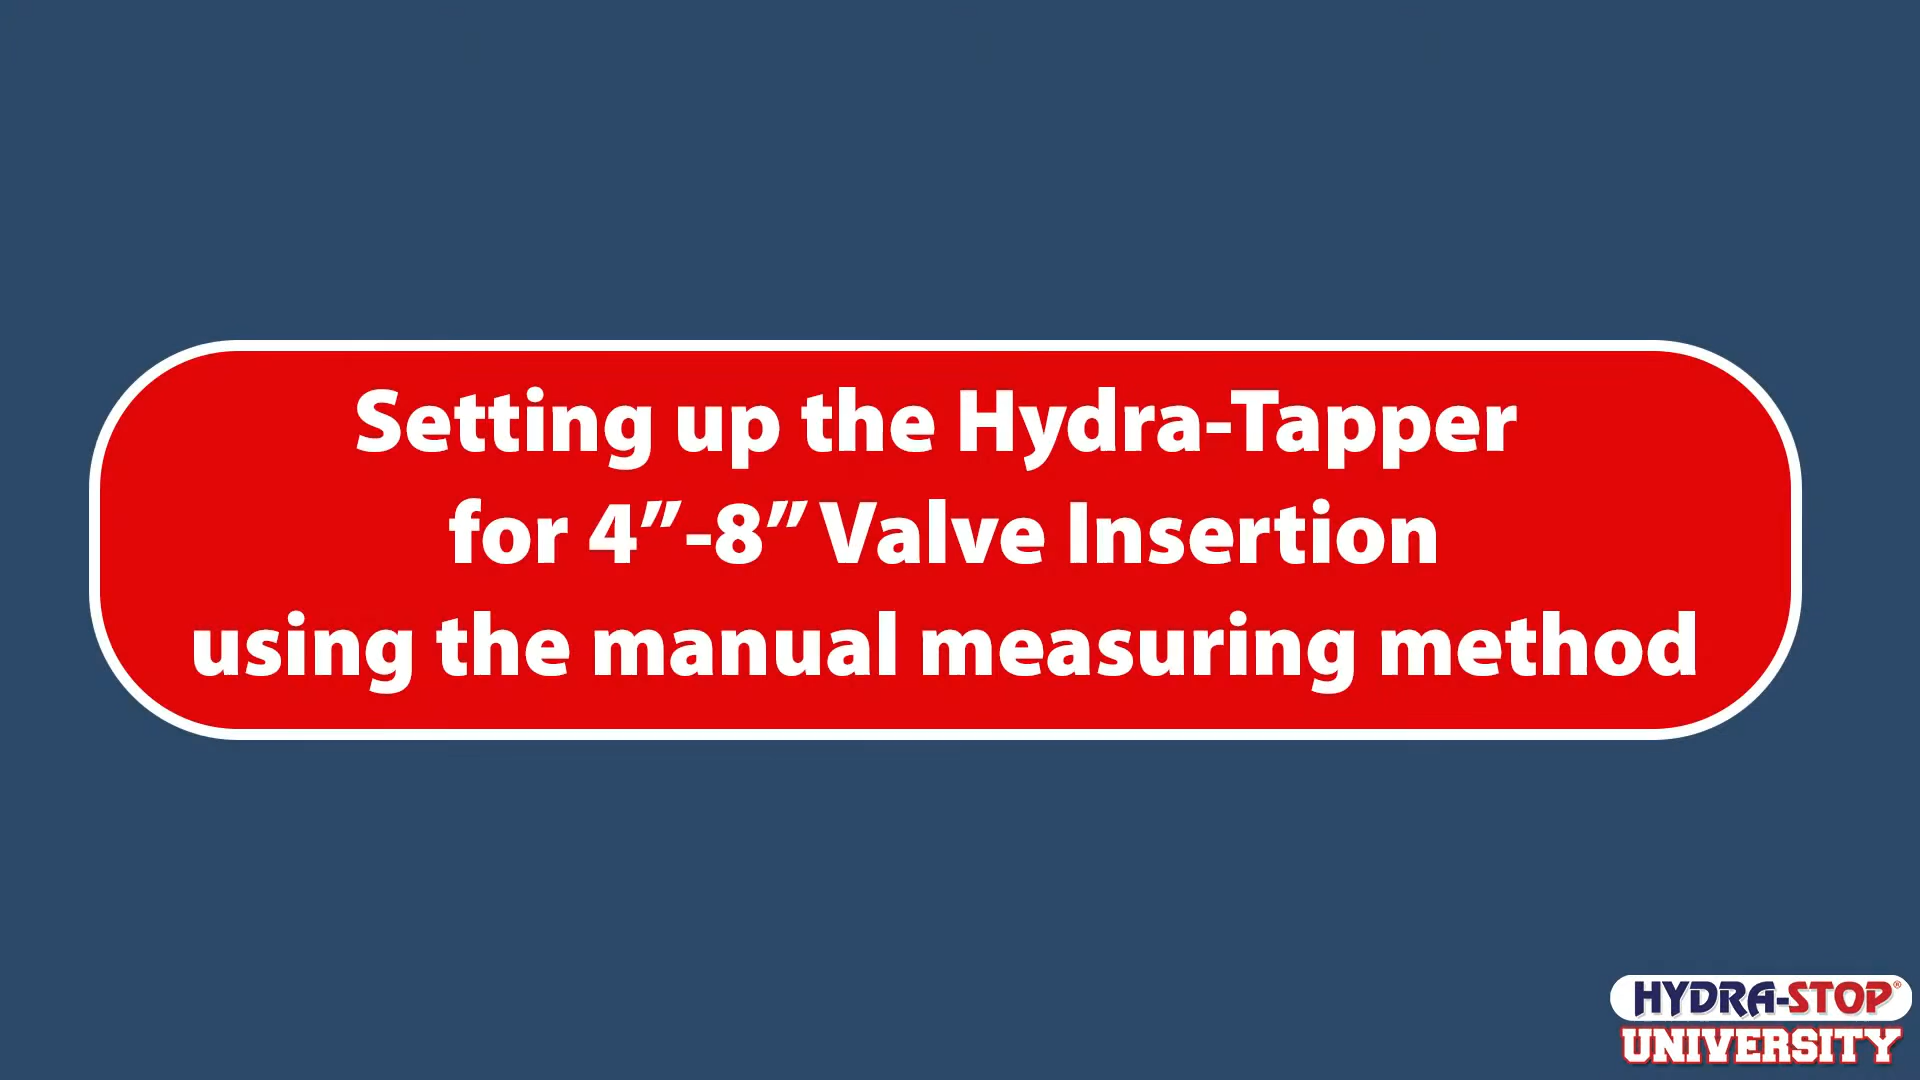 Setting up the Hydra-Tapper
for 4”-8” Valve Insertion
using the manual measuring method
HYDRA-STOP®
UNIVERSITY